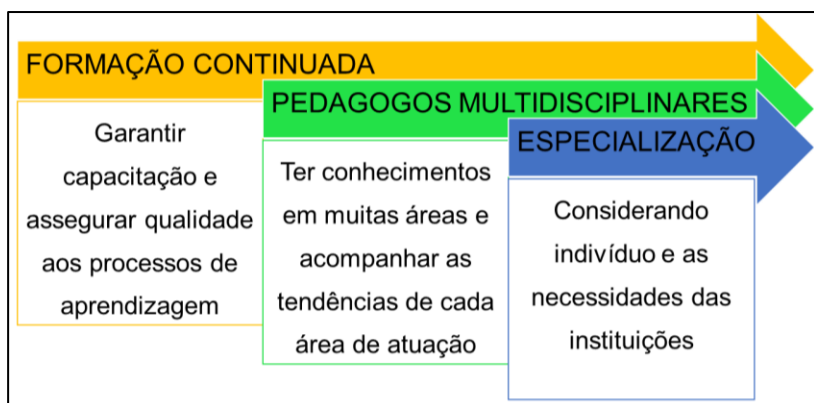 FORMAÇÃO CONTINUADA
Garantir
capacitação e
assegurar qualidade
aos processos de
aprendizagem
PEDAGOGOS MULTIDISCIPLINARES
Ter conhecimentos
em muitas áreas e
acompanhar as
tendências de cada
área de atuação
ESPECIALIZAÇÃO
Considerando
indivíduo e as
necessidades das
instituições